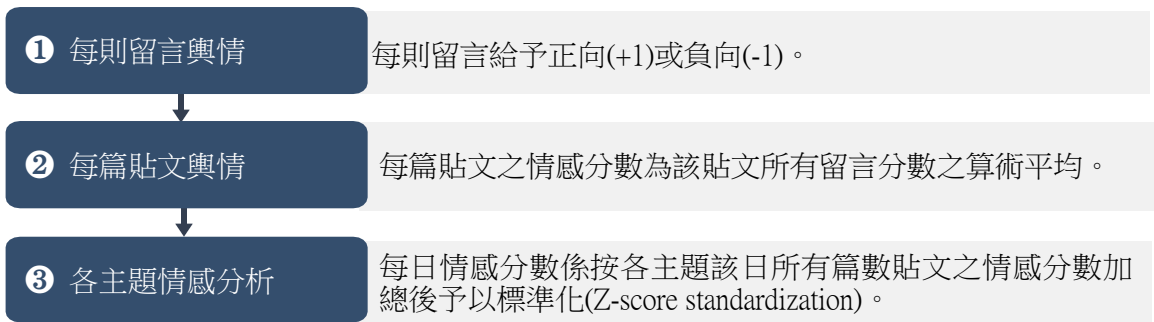 ❶ 每則留言輿情
每則留言給予正向(+1)或負向(-1)。
❷ 每篇貼文輿情
每篇貼文之情感分數為該貼文所有留言分數之算術平均。
❸ 各主題情感分析
每日情感分數係按各主題該日所有篇數貼文之情感分數加
總後予以標準化(Z-score standardization)。